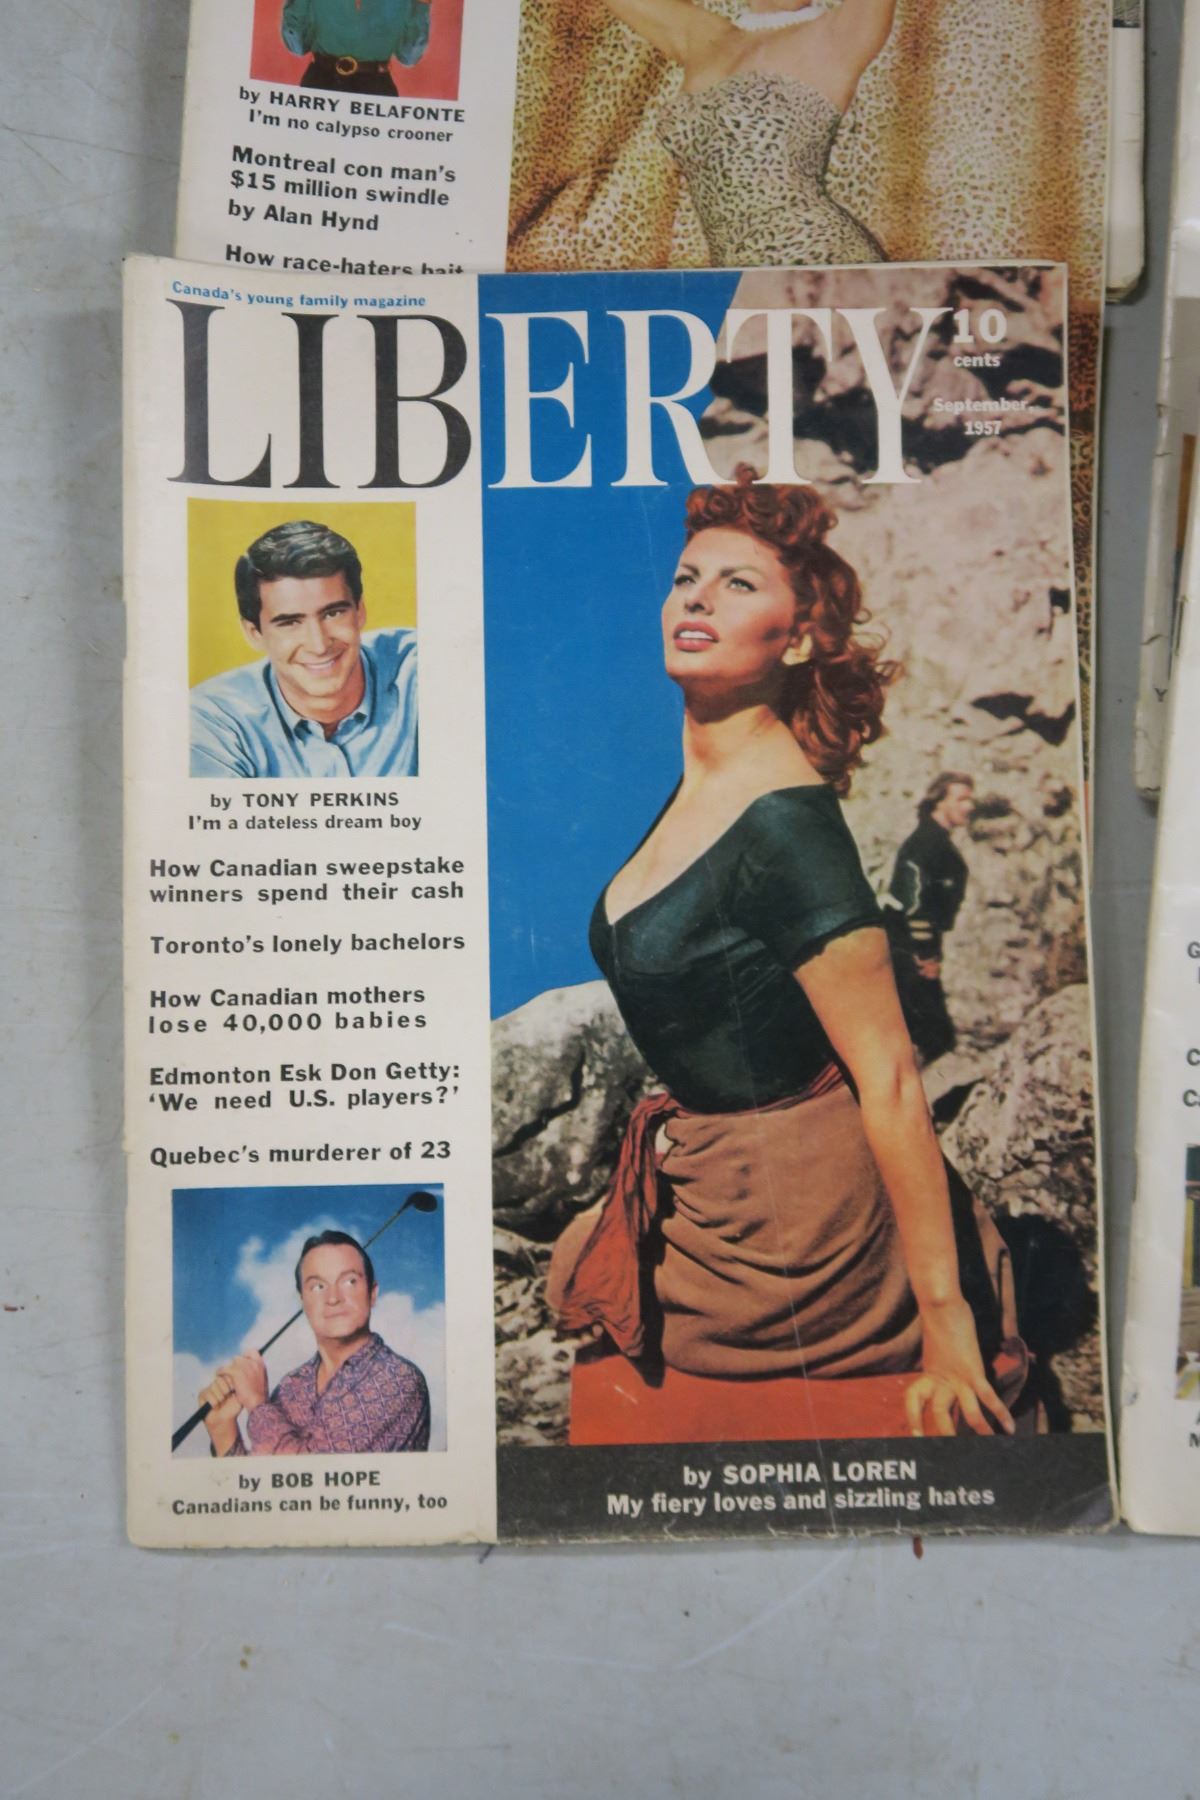 by HARRY BELAFONTE
I'm no calypso crooner
Montreal con man's
$15 million swindle
by Alan Hynd
How race-haters bait
Canada's young family magazine
LIBERTY
10
cents
September,
1957
by TONY PERKINS
I'm a dateless dream boy
How Canadian sweepstake
winners spend their cash
Toronto's lonely bachelors
How Canadian mothers
lose 40,000 babies
Edmonton Esk Don Getty:
'We need U.S. players?'
Quebec's murderer of 23
by BOB HOPE
Canadians can be funny, too
by SOPHIA LOREN
My fiery loves and sizzling hates